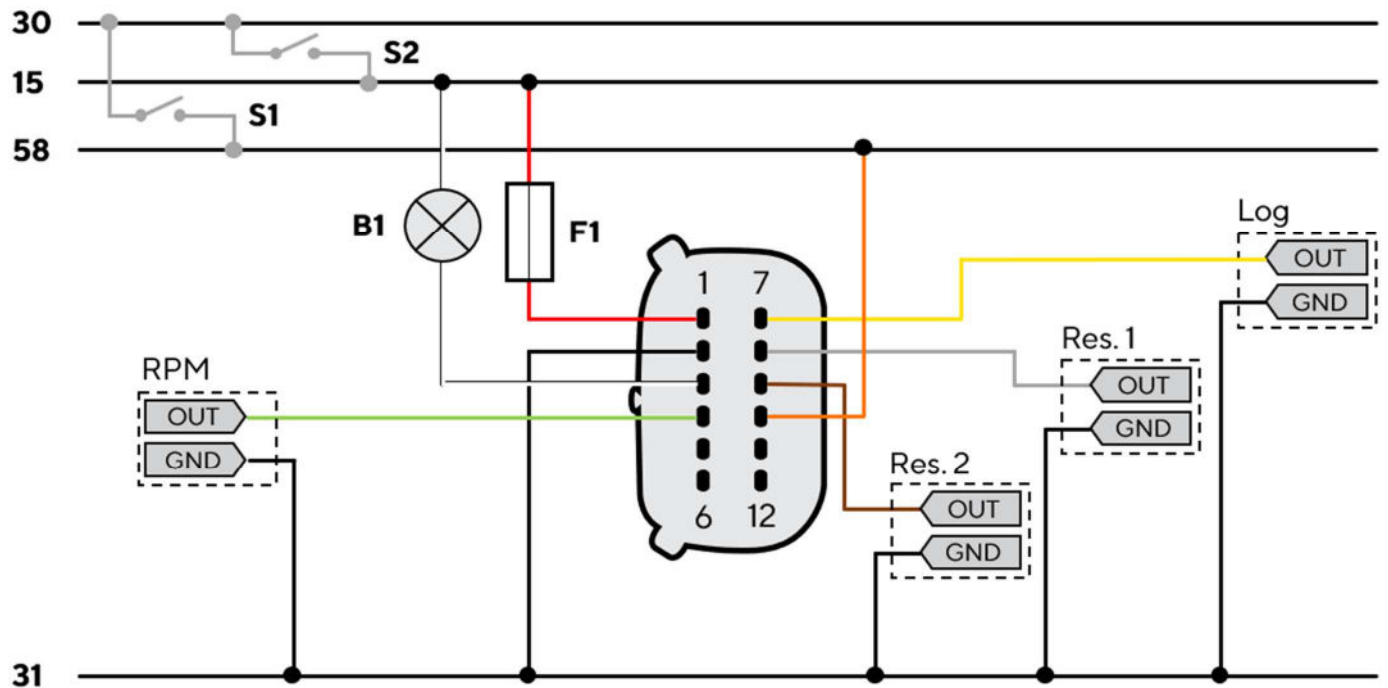 30
S2
15
S1
58
B1
F1
Log
OUT
GND
1 7
Res. 1
OUT
GND
RPM
OUT
GND
Res. 2
OUT
GND
6 12
31